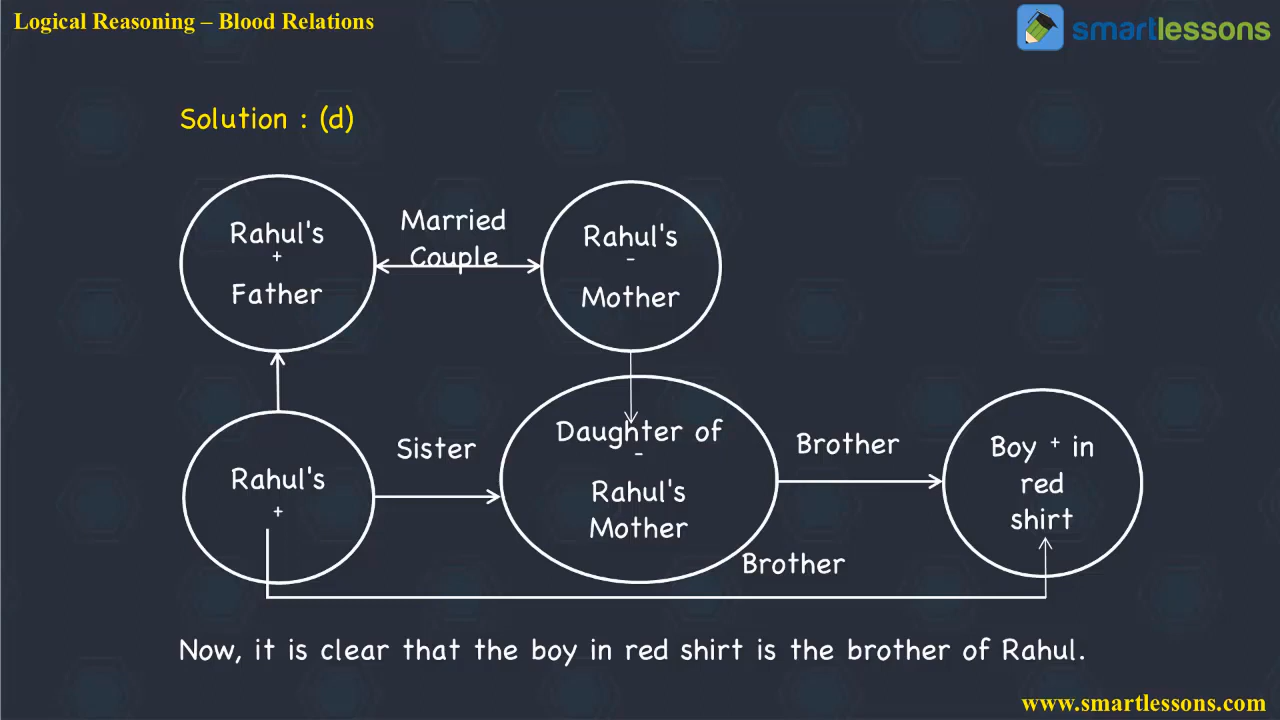 Logical Reasoning – Blood Relations
smartlessons
Solution : (d)
Rahul's
+
Father
Married
Couple
Rahul's
-
Mother
Rahul's
+
Sister
Daughter of
-
Rahul's
Mother
Brother
Boy + in
red
shirt
Brother
Now, it is clear that the boy in red shirt is the brother of Rahul.
www.smartlessons.com